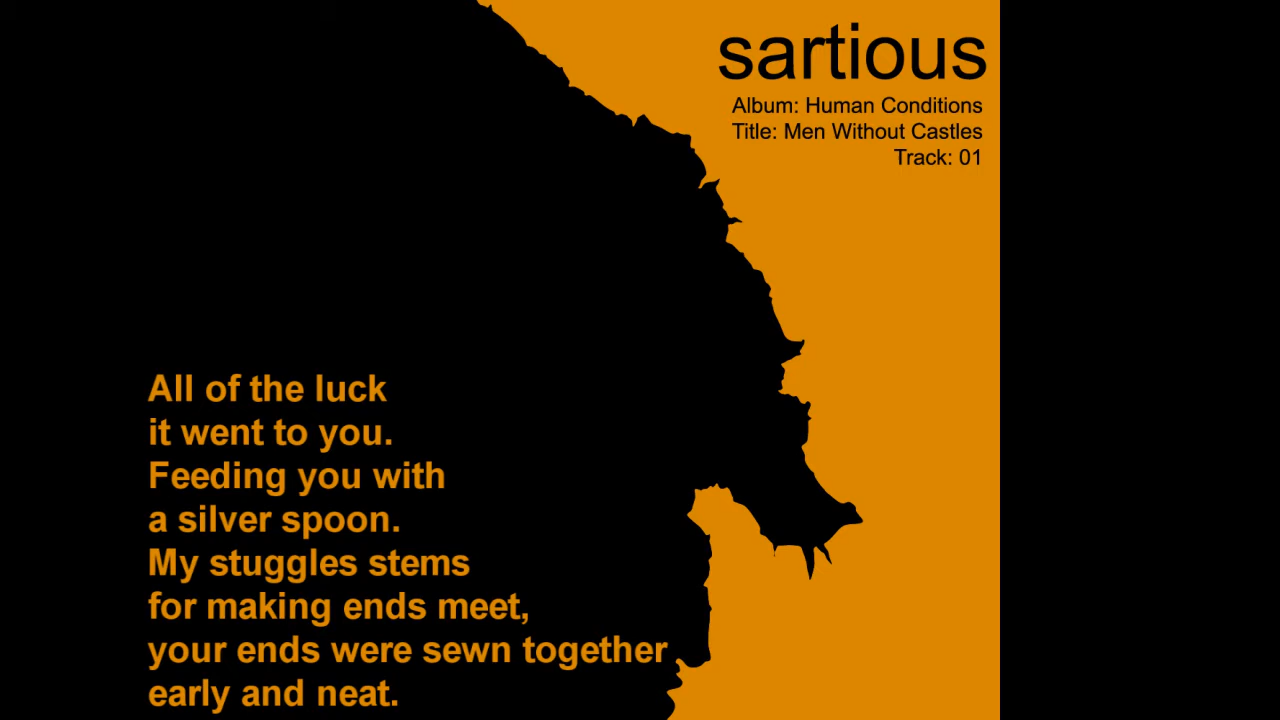 sartious
Album: Human Conditions
Title: Men Without Castles
Track: 01
All of the luck
it went to you.
Feeding you with
a silver spoon.
My stuggles stems
for making ends meet,
your ends were sewn together
early and neat.